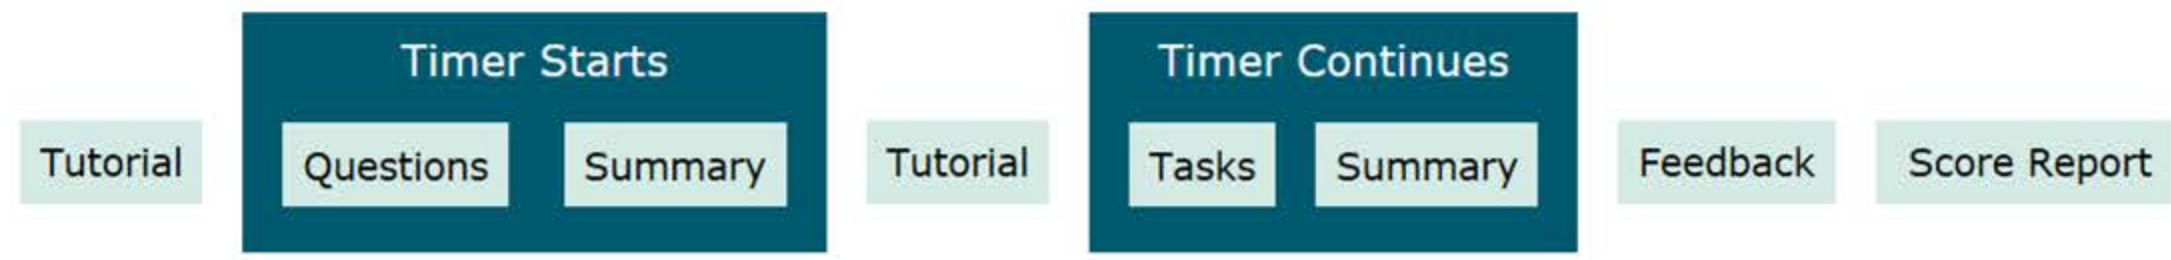 Timer Starts
Timer Continues
Tutorial
Questions
Summary
Tutorial
Tasks
Summary
Feedback
Score Report